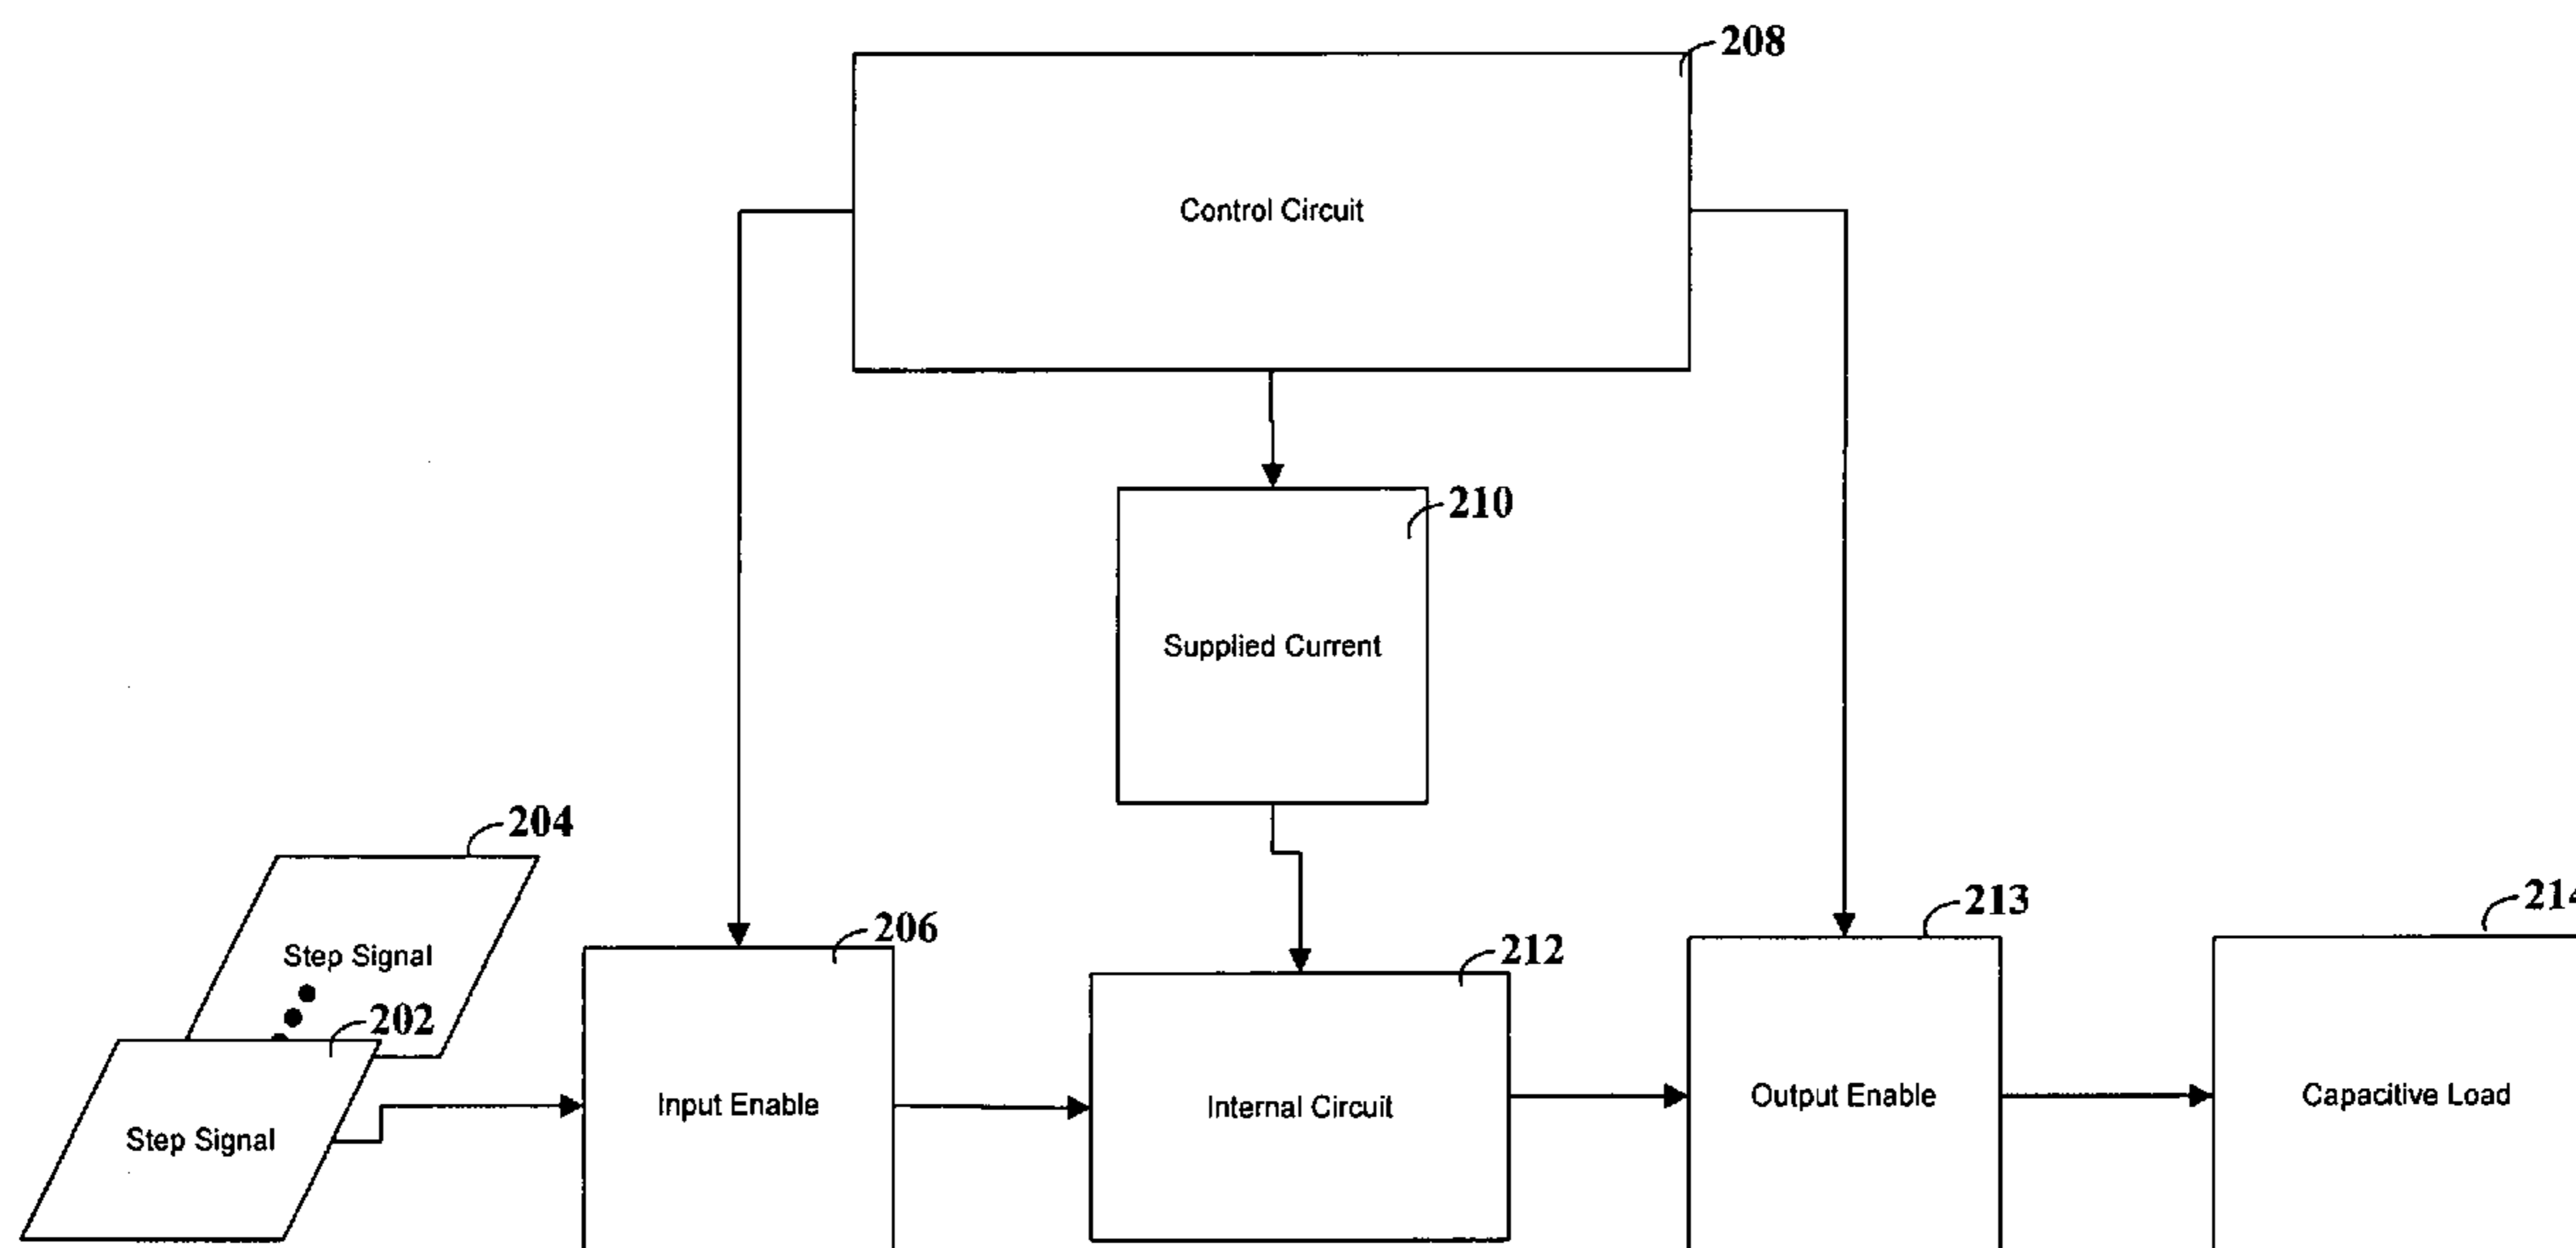 208
Control Circuit
210
Supplied Current
204
Step Signal
202
Step Signal
206
Input Enable
212
Internal Circuit
213
Output Enable
214
Capacitive Load